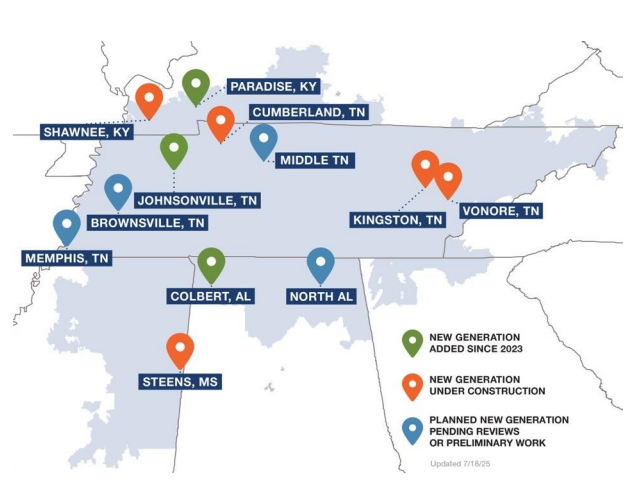 PARADISE, KY
CUMBERLAND, TN
SHAWNEE, KY
MIDDLE TN
JOHNSONVILLE, TN
VONORE, TN
KINGSTON, TN
BROWNSVILLE, TN
MEMPHIS, TN
COLBERT, AL
NORTH AL
STEENS, MS
NEW GENERATION
ADDED SINCE 2023
NEW GENERATION
UNDER CONSTRUCTION
PLANNED NEW GENERATION
PENDING REVIEWS
OR PRELIMINARY WORK
Updated 7/18/25